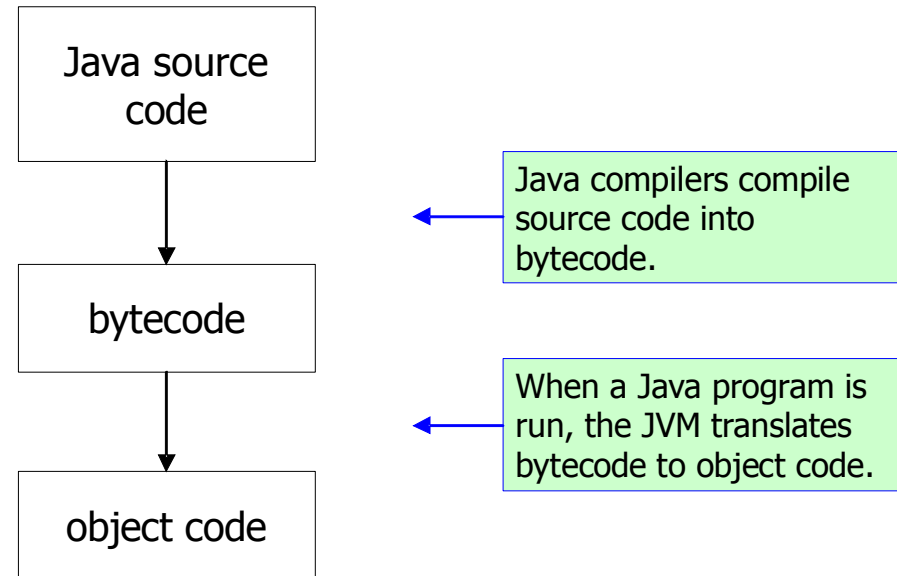 Java source
code
Java compilers compile
source code into
bytecode.
bytecode
When a Java program is
run, the JVM translates
bytecode to object code.
object code